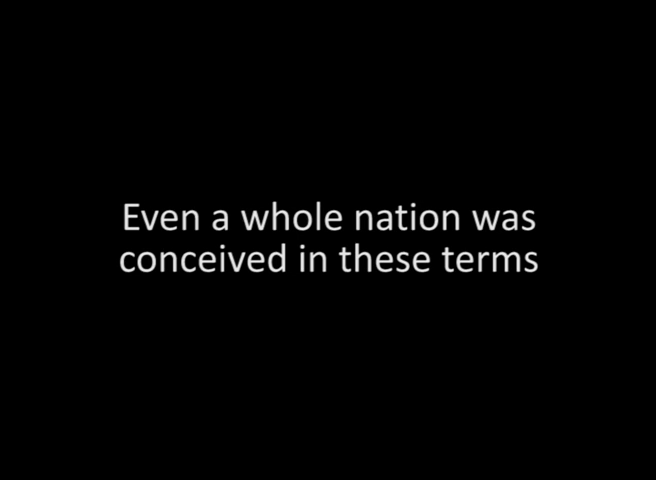 Even a whole nation was
conceived in these terms